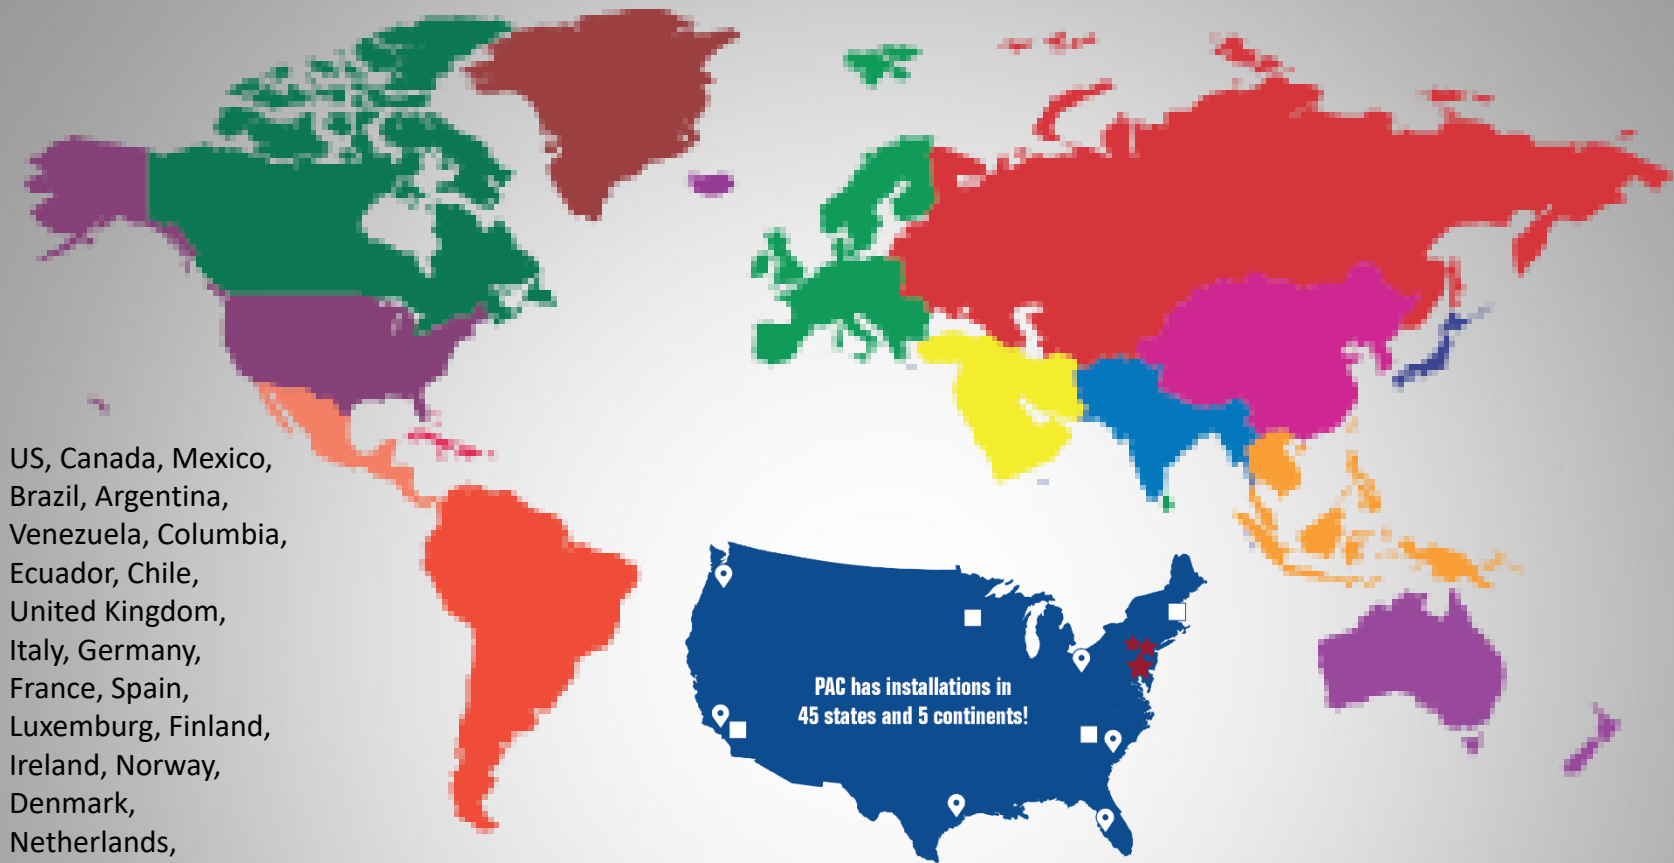 US, Canada, Mexico,
Brazil, Argentina,
Venezuela, Columbia,
Ecuador, Chile,
United Kingdom,
Italy, Germany,
France, Spain,
Luxemburg, Finland,
Ireland, Norway,
Denmark,
Netherlands,
PAC has installations in
45 states and 5 continents!